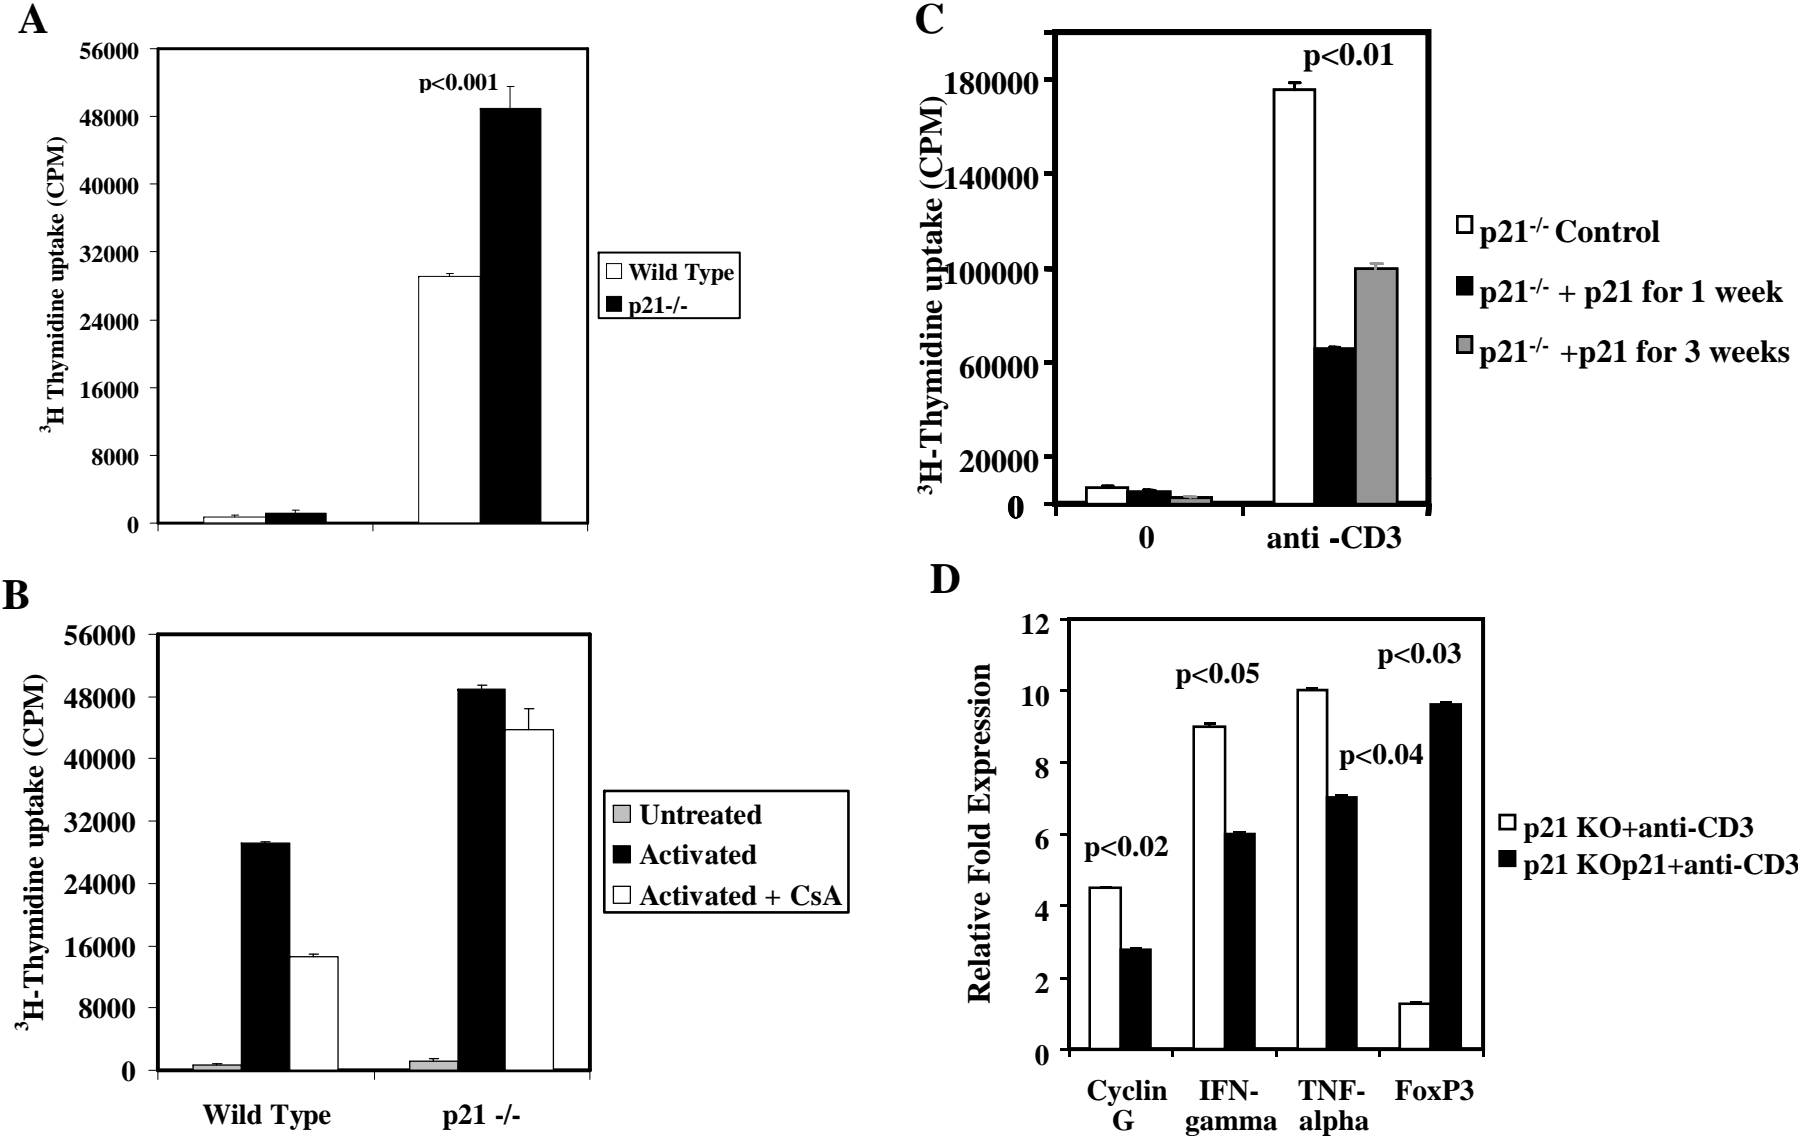 A
56000
48000
40000
32000
24000
16000
8000
0
³H Thymidine uptake (CPM)
p<0.001
Wild Type
p21-/-
B
56000
48000
40000
32000
24000
16000
8000
0
³H-Thymidine uptake (CPM)
Wild Type
p21 -/-
Untreated
Activated
Activated + CsA
C
180000
140000
100000
60000
20000
0
³H-Thymidine uptake (CPM)
p<0.01
0
anti -CD3
p21-/- Control
p21-/- + p21 for 1 week
p21-/- +p21 for 3 weeks
D
12
10
8
6
4
2
0
Relative Fold Expression
p<0.02
p<0.05
p<0.04
p<0.03
Cyclin G
IFN-gamma
TNF-alpha
FoxP3
p21 KO+anti-CD3
p21 KOp21+anti-CD3